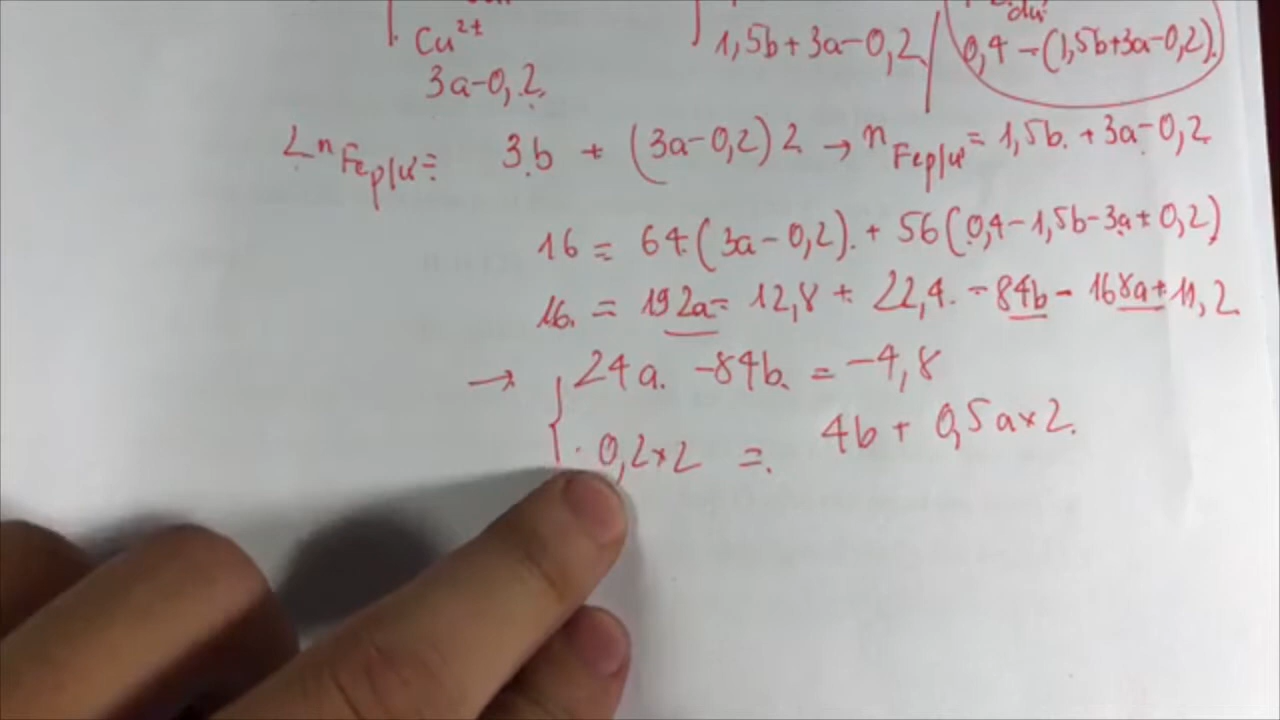 dư
Cu²⁺ 1,5b+3a-0,2 / 0,4-(1,5b+3a-0,2).
3a-0,2.
2 nFe p/ứ = 3b + (3a-0,2) 2 → nFe p/ứ = 1,5b + 3a-0,2
16 = 64.(3a-0,2). + 56(0,4-1,5b-3a+0,2)
16. = 192a - 12,8 + 22,4. - 84b - 168a + 11,2
→ { 24a. -84b. = -4,8
0,2×2 = 4b + 0,5a×2.